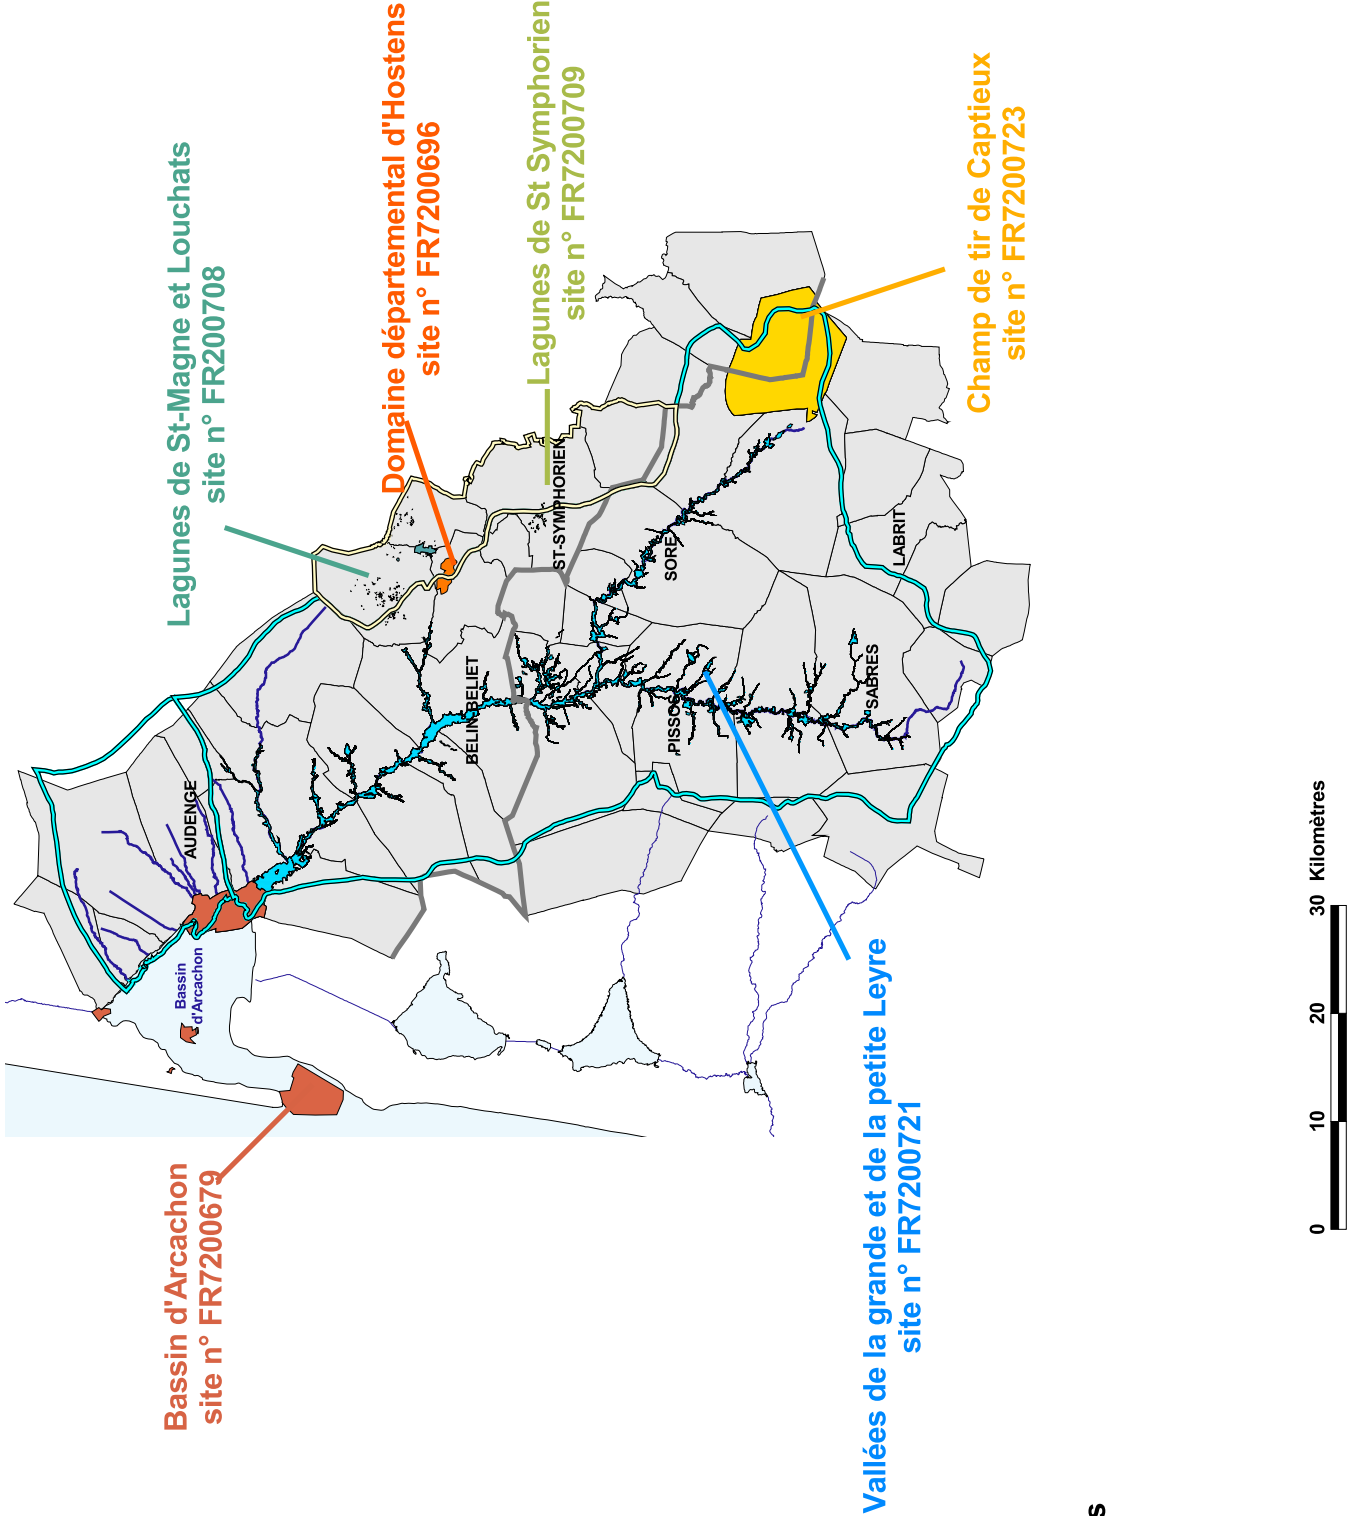 Lagunes de St-Magne et Louchats
site n° FR200708
Domaine départemental d'Hostens
site n° FR7200696
Lagunes de St Symphorien
site n° FR7200709
Champ de tir de Captieux
site n° FR7200723
ST-SYMPHORIEN
SORE
LABRIT
BELIN-BELIET
PISSOS
SABRES
AUDENGE
Bassin
d'Arcachon
Bassin d'Arcachon
site n° FR7200679
Vallées de la grande et de la petite Leyre
site n° FR7200721
0 10 20 30 Kilomètres
s